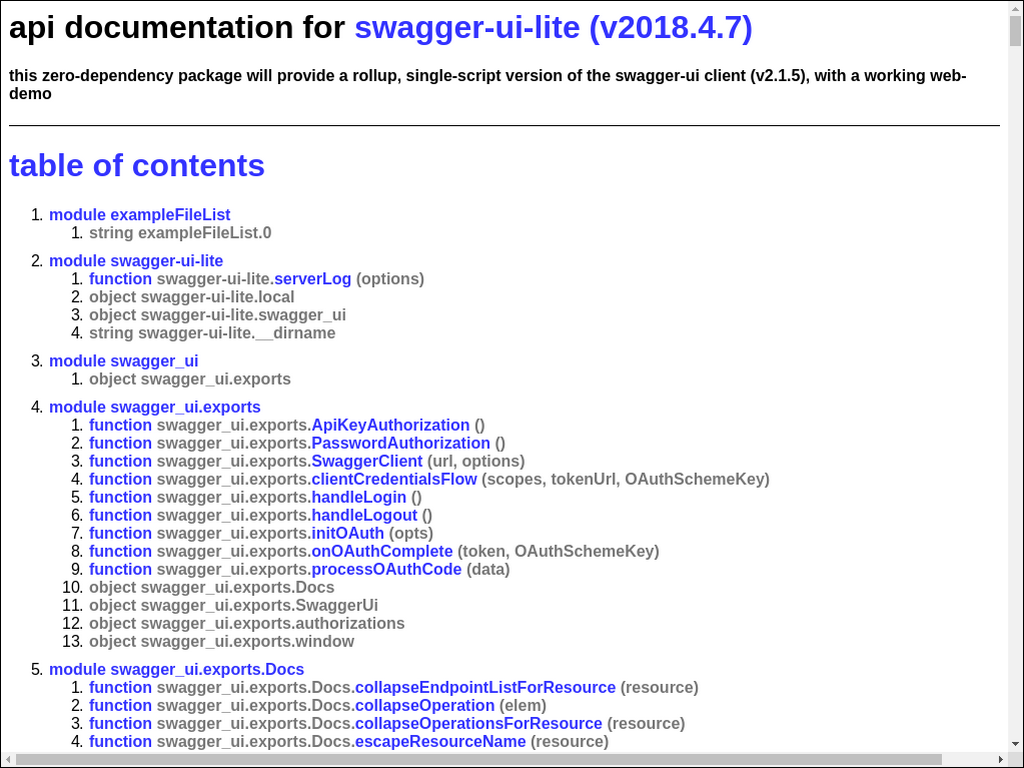 api documentation for swagger-ui-lite (v2018.4.7)
this zero-dependency package will provide a rollup, single-script version of the swagger-ui client (v2.1.5), with a working web-
demo
table of contents
1. module exampleFileList
1. string exampleFileList.0
2. module swagger-ui-lite
1. function swagger-ui-lite.serverLog (options)
2. object swagger-ui-lite.local
3. object swagger-ui-lite.swagger_ui
4. string swagger-ui-lite.__dirname
3. module swagger_ui
1. object swagger_ui.exports
4. module swagger_ui.exports
1. function swagger_ui.exports.ApiKeyAuthorization ()
2. function swagger_ui.exports.PasswordAuthorization ()
3. function swagger_ui.exports.SwaggerClient (url, options)
4. function swagger_ui.exports.clientCredentialsFlow (scopes, tokenUrl, OAuthSchemeKey)
5. function swagger_ui.exports.handleLogin ()
6. function swagger_ui.exports.handleLogout ()
7. function swagger_ui.exports.initOAuth (opts)
8. function swagger_ui.exports.onOAuthComplete (token, OAuthSchemeKey)
9. function swagger_ui.exports.processOAuthCode (data)
10. object swagger_ui.exports.Docs
11. object swagger_ui.exports.SwaggerUi
12. object swagger_ui.exports.authorizations
13. object swagger_ui.exports.window
5. module swagger_ui.exports.Docs
1. function swagger_ui.exports.Docs.collapseEndpointListForResource (resource)
2. function swagger_ui.exports.Docs.collapseOperation (elem)
3. function swagger_ui.exports.Docs.collapseOperationsForResource (resource)
4. function swagger_ui.exports.Docs.escapeResourceName (resource)